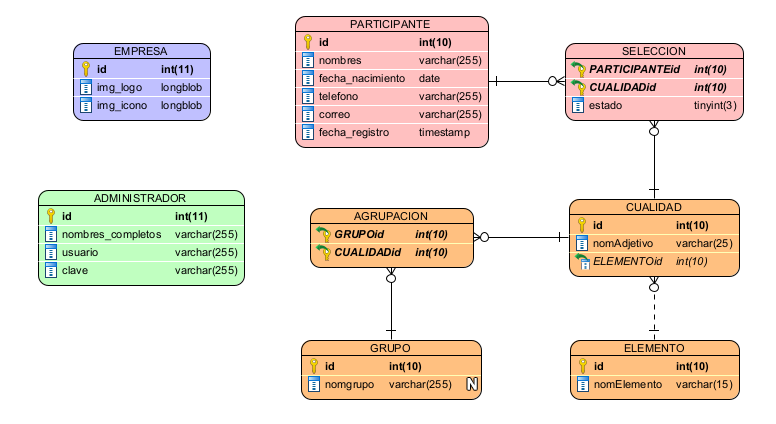 EMPRESA
id int(11)
img_logo longblob
img_icono longblob
PARTICIPANTE
id int(10)
nombres varchar(255)
fecha_nacimiento date
telefono varchar(255)
correo varchar(255)
fecha_registro timestamp
SELECCION
PARTICIPANTEid int(10)
CUALIDADid int(10)
estado tinyint(3)
ADMINISTRADOR
id int(11)
nombres_completos varchar(255)
usuario varchar(255)
clave varchar(255)
AGRUPACION
GRUPOid int(10)
CUALIDADid int(10)
CUALIDAD
id int(10)
nomAdjetivo varchar(25)
ELEMENTOid int(10)
GRUPO
id int(10)
nomgrupo varchar(255) N
ELEMENTO
id int(10)
nomElemento varchar(15)